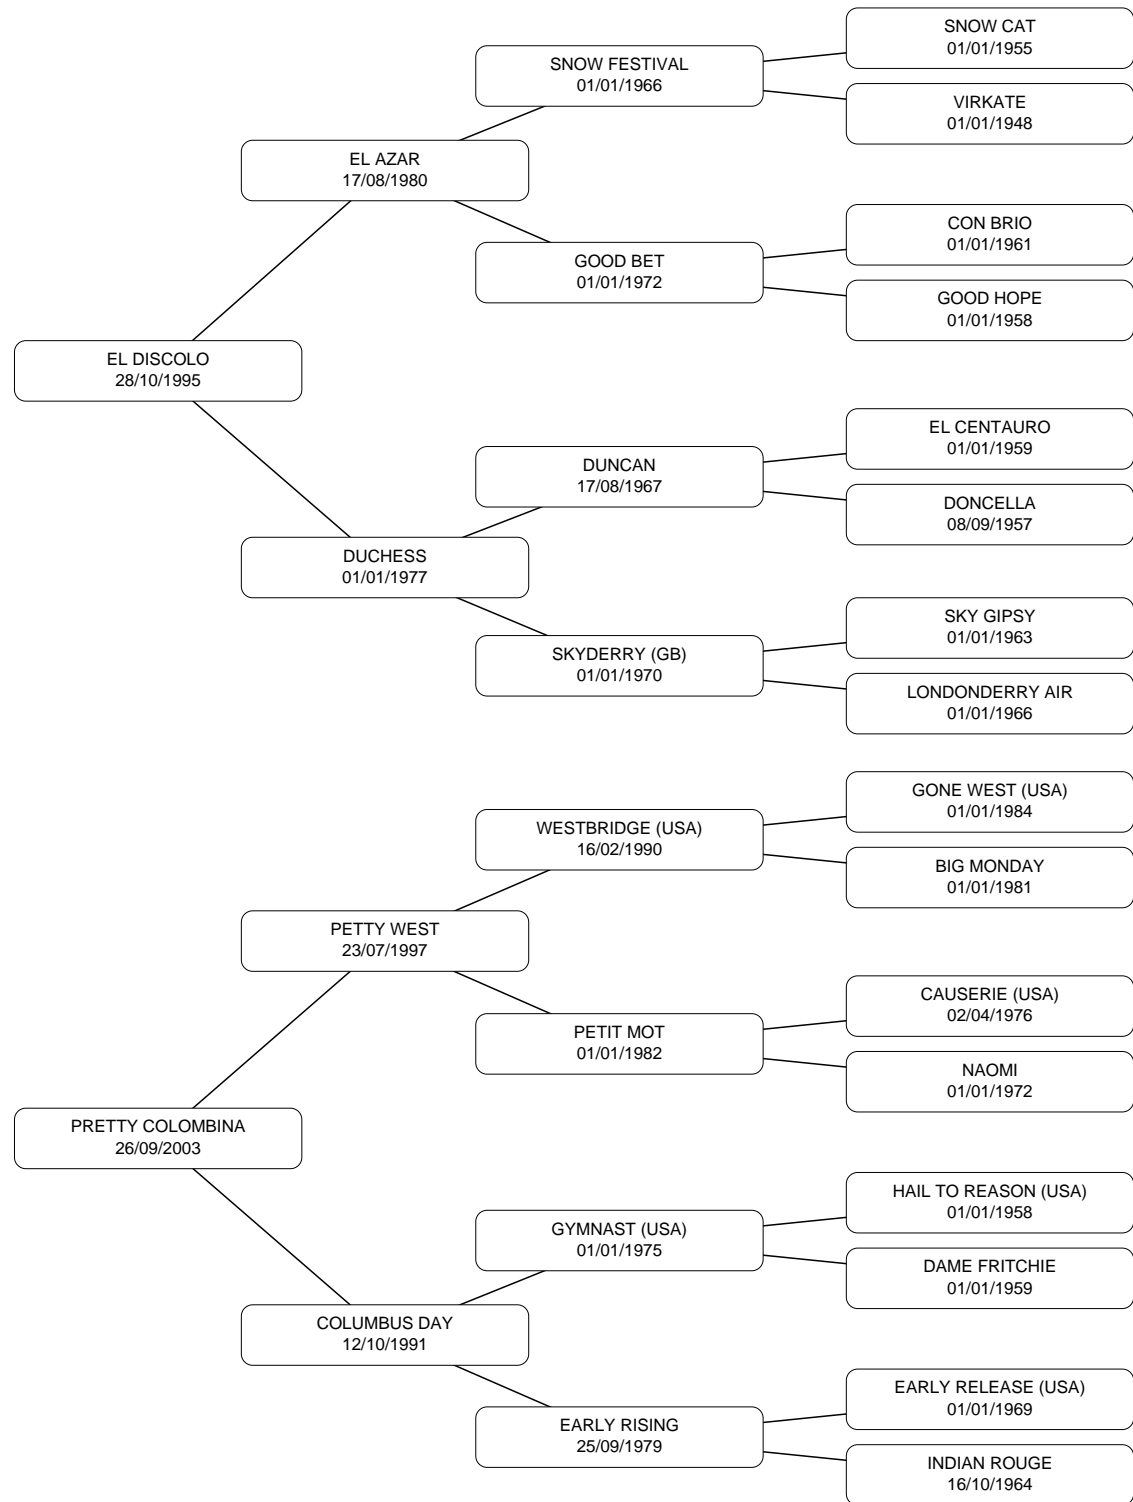 SNOW CAT
01/01/1955
SNOW FESTIVAL
01/01/1966
VIRKATE
01/01/1948
EL AZAR
17/08/1980
CON BRIO
01/01/1961
GOOD BET
01/01/1972
GOOD HOPE
01/01/1958
EL DISCOLO
28/10/1995
EL CENTAURO
01/01/1959
DUNCAN
17/08/1967
DONCELLA
08/09/1957
DUCHESS
01/01/1977
SKY GIPSY
01/01/1963
SKYDERRY (GB)
01/01/1970
LONDONDERRY AIR
01/01/1966
GONE WEST (USA)
01/01/1984
WESTBRIDGE (USA)
16/02/1990
BIG MONDAY
01/01/1981
PETTY WEST
23/07/1997
CAUSERIE (USA)
02/04/1976
PETIT MOT
01/01/1982
NAOMI
01/01/1972
PRETTY COLOMBINA
26/09/2003
HAIL TO REASON (USA)
01/01/1958
GYMNAST (USA)
01/01/1975
DAME FRITCHIE
01/01/1959
COLUMBUS DAY
12/10/1991
EARLY RELEASE (USA)
01/01/1969
EARLY RISING
25/09/1979
INDIAN ROUGE
16/10/1964